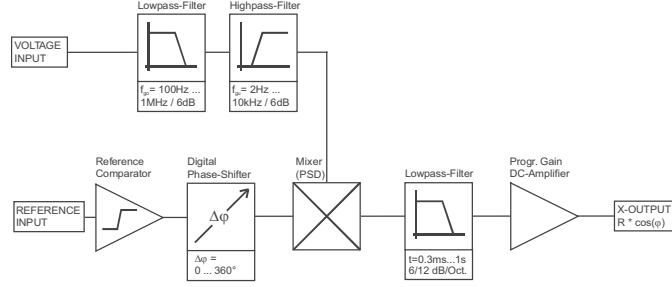 Lowpass-Filter
Highpass-Filter
VOLTAGE
INPUT
fgo= 100Hz ...
1MHz / 6dB
fgu= 2Hz ...
10kHz / 6dB
Reference
Comparator
Digital
Phase-Shifter
Mixer
(PSD)
Lowpass-Filter
Progr. Gain
DC-Amplifier
REFERENCE
INPUT
Δφ
Δφ =
0 ... 360°
t=0.3ms...1s
6/12 dB/Oct.
X-OUTPUT
R * cos(φ)